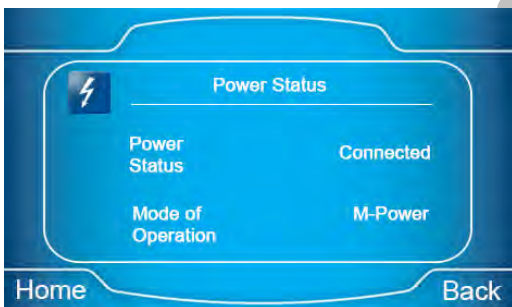 Power Status
Power
Status
Connected
Mode of
Operation
M-Power
Home
Back